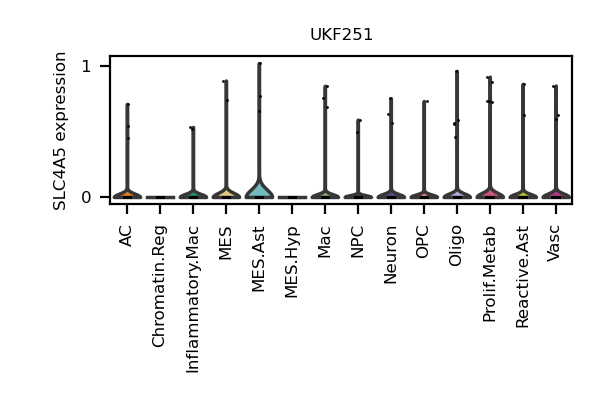 UKF251
SLC4A5 expression
1
0
AC
Chromatin.Reg
Inflammatory.Mac
MES
MES.Ast
MES.Hyp
Mac
NPC
Neuron
OPC
Oligo
Prolif.Metab
Reactive.Ast
Vasc